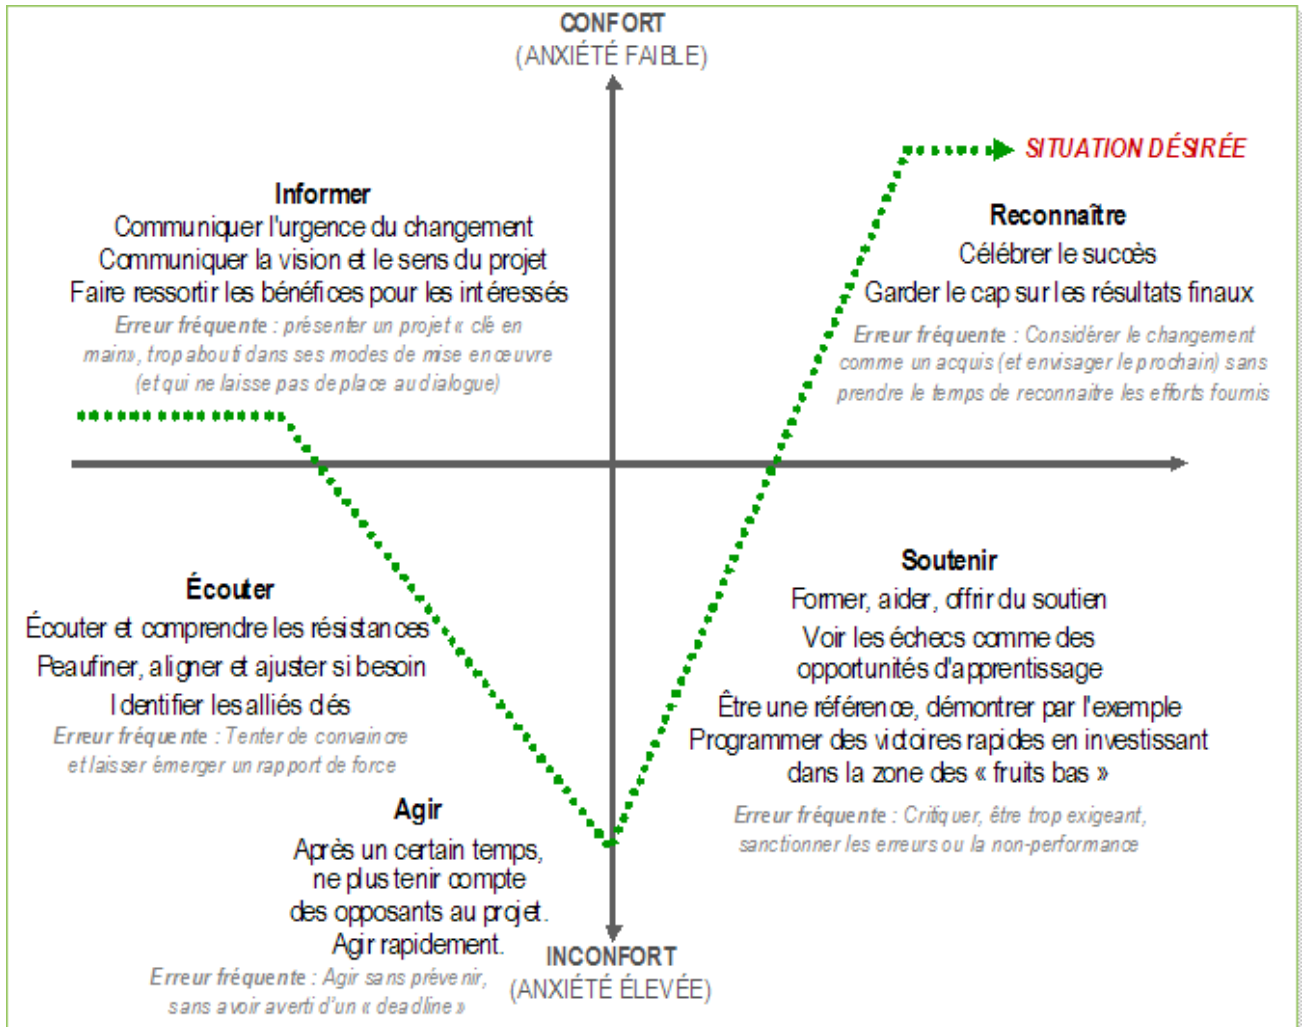 CONFORT
(ANXIÉTÉ FAIBLE)
SITUATION DÉSIRÉE
Informer
Communiquer l'urgence du changement
Communiquer la vision et le sens du projet
Faire ressortir les bénéfices pour les intéressés
Erreur fréquente : présenter un projet « clé en
main», trop abouti dans ses modes de mise en œuvre
(et qui ne laisse pas de place au dialogue)
Reconnaître
Célébrer le succès
Garder le cap sur les résultats finaux
Erreur fréquente : Considérer le changement
comme un acquis (et envisager le prochain) sans
prendre le temps de reconnaitre les efforts fournis
Écouter
Écouter et comprendre les résistances
Peaufiner, aligner et ajuster si besoin
Identifier les alliés clés
Erreur fréquente : Tenter de convaincre
et laisser émerger un rapport de force
Agir
Après un certain temps,
ne plus tenir compte
des opposants au projet.
Agir rapidement.
Erreur fréquente : Agir sans prévenir,
sans avoir averti d'un « deadline »
Soutenir
Former, aider, offrir du soutien
Voir les échecs comme des
opportunités d'apprentissage
Être une référence, démontrer par l'exemple
Programmer des victoires rapides en investissant
dans la zone des « fruits bas »
Erreur fréquente : Critiquer, être trop exigeant,
sanctionner les erreurs ou la non-performance
INCONFORT
(ANXIÉTÉ ÉLEVÉE)